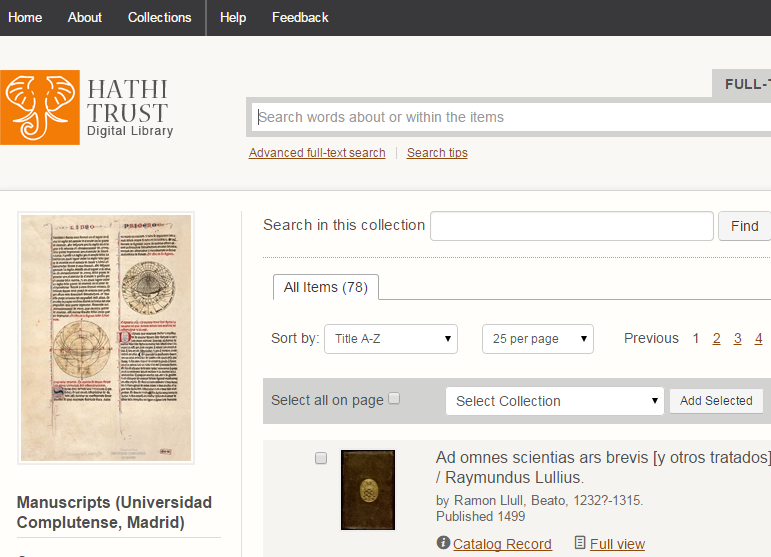 Home About Collections Help Feedback
HATHI
TRUST
Digital Library
FULL-T
Search words about or within the items
Advanced full-text search Search tips
LIBRO PRIMERO
Search in this collection Find
All Items (78)
Sort by: Title A-Z 25 per page Previous 1 2 3 4
Select all on page Select Collection Add Selected
Ad omnes scientias ars brevis [y otros tratados]
/ Raymundus Lullius.
by Ramon Llull, Beato, 1232?-1315.
Published 1499
Catalog Record Full view
Manuscripts (Universidad
Complutense, Madrid)